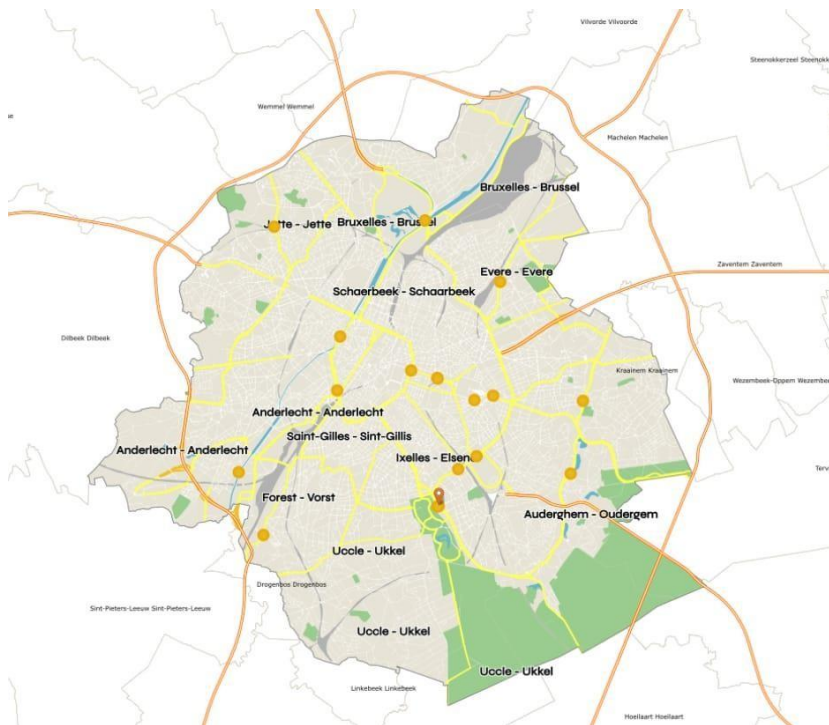 Vilvorde Vilvoorde
Steenokkerzeel Steenokk
Wemmel Wemmel
Machelen Machelen
Bruxelles - Brussel
Jette - Jette
Bruxelles - Brussel
Zaventem Zaventem
Evere - Evere
Schaerbeek - Schaarbeek
Dilbeek Dilbeek
Kraainem Kraainem
Wezembeek-Oppem Wezembee
Anderlecht - Anderlecht
Saint-Gilles - Sint-Gillis
Anderlecht - Anderlecht
Ixelles - Elsene
Terv
Forest - Vorst
Auderghem - Oudergem
Uccle - Ukkel
Drogenbos Drogenbos
Sint-Pieters-Leeuw Sint-Pieters-Leeuw
Uccle - Ukkel
Uccle - Ukkel
Linkebeek Linkebeek
Hoeilaart Hoeilaart